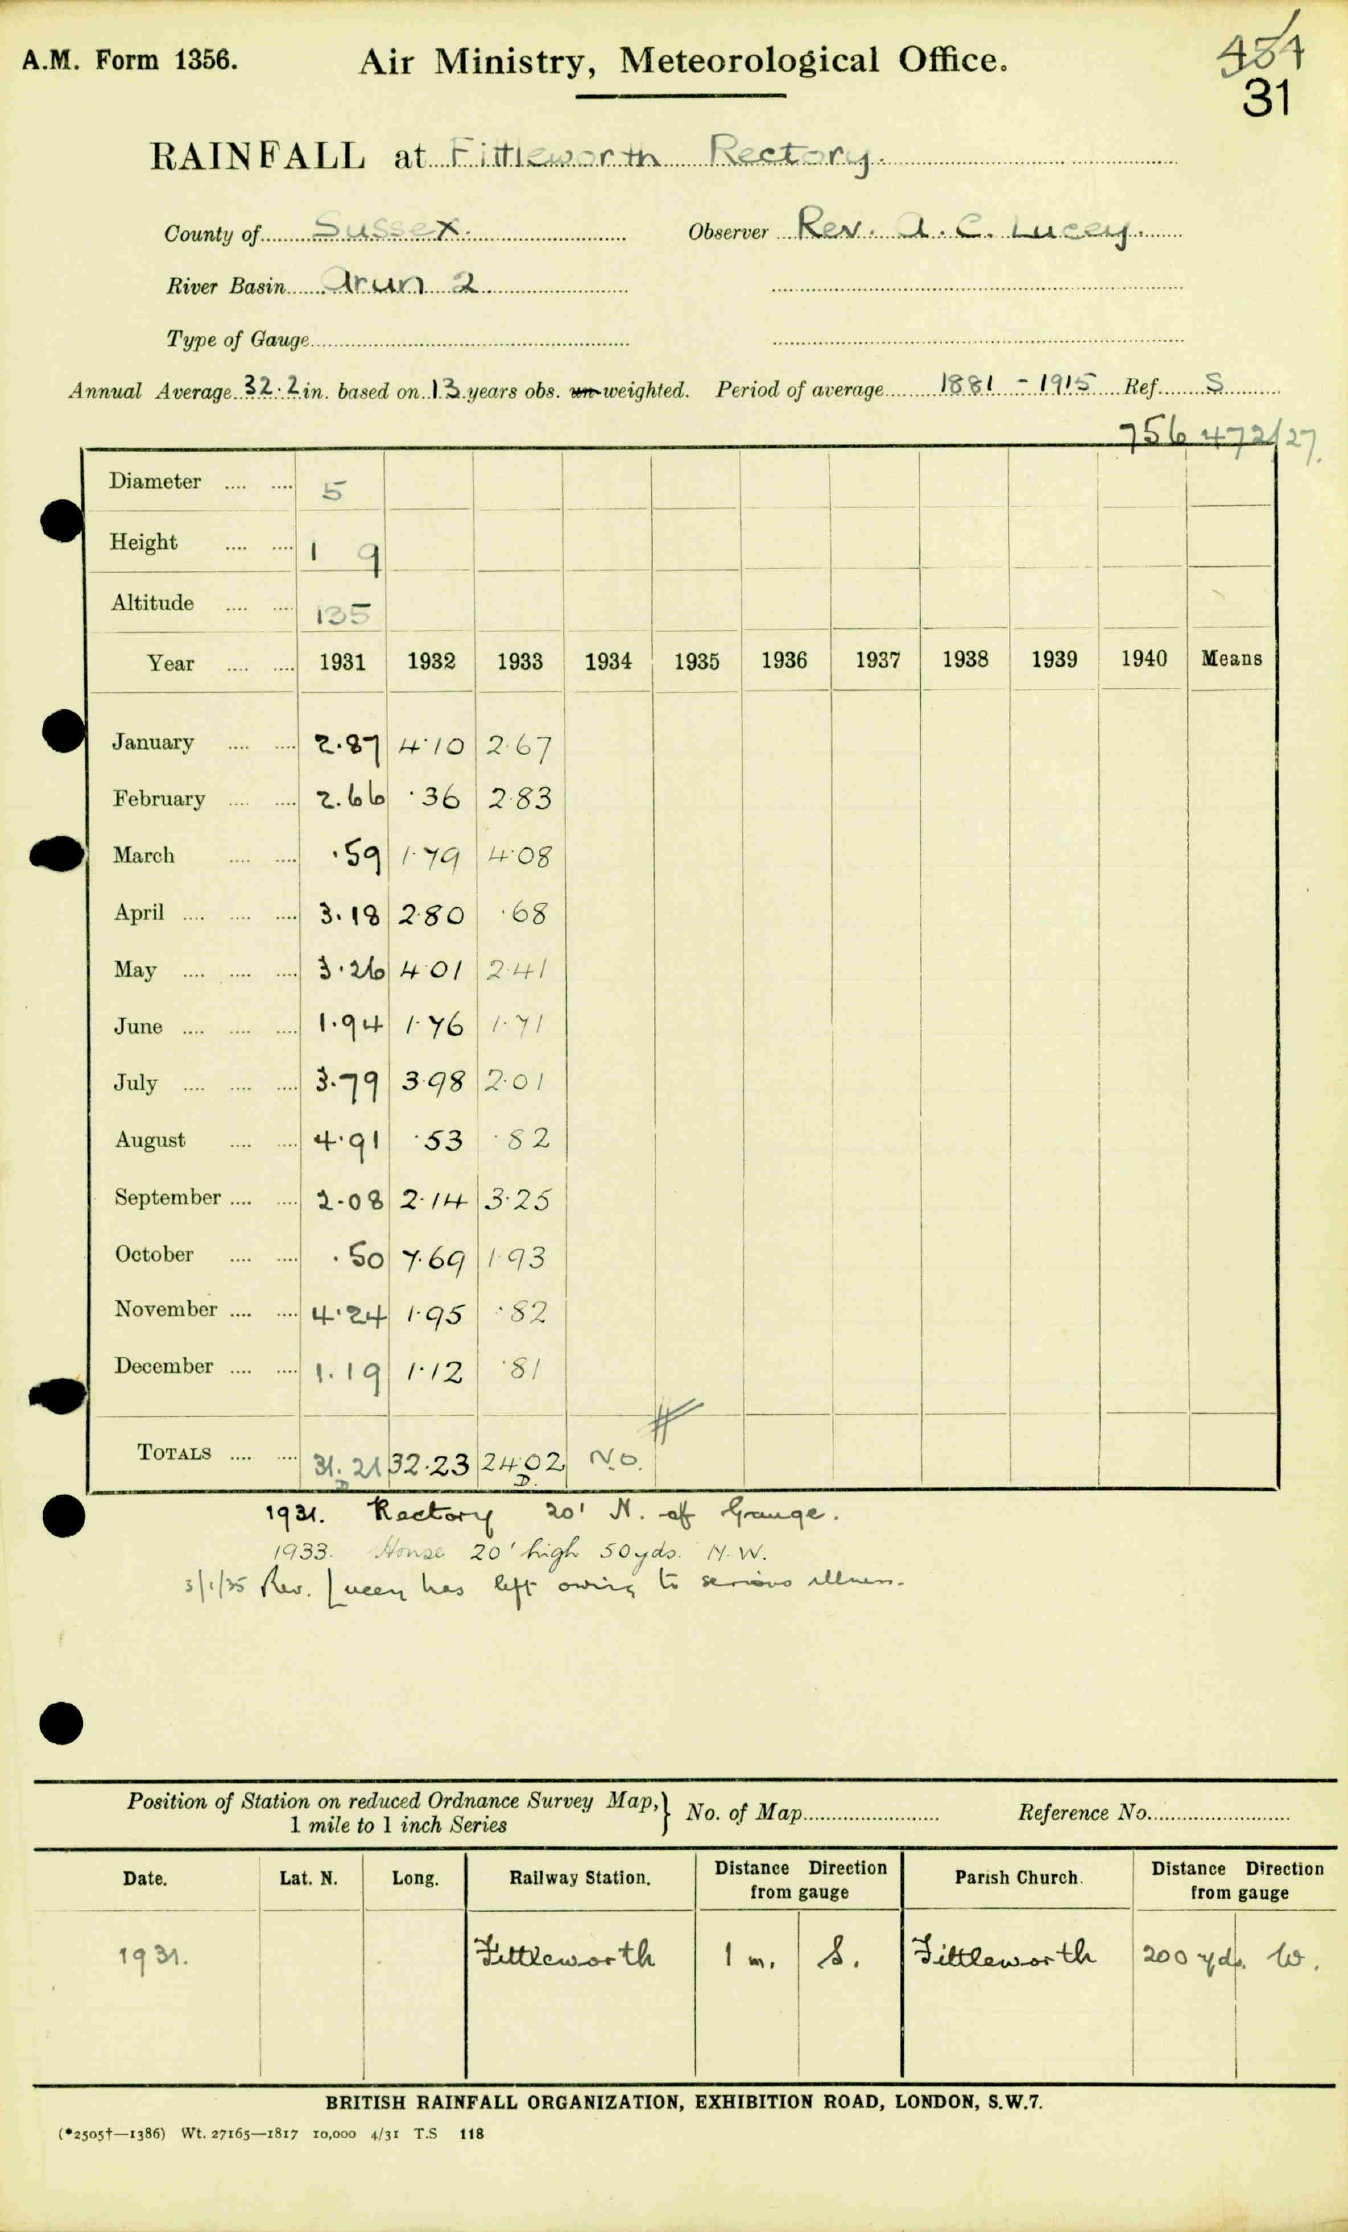 A.M. Form 1356. Air Ministry, Meteorological Office. 484
31
RAINFALL at Fittleworth Rectory.
County of Sussex. Observer Rev. A. C. Lucey.
River Basin Arun 2
Type of Gauge
Annual Average 32.2 in. based on 13 years obs. un-weighted. Period of average 1881 - 1915 Ref. S
756 472/27.
Diameter 5
Height 1 9
Altitude 135
Year 1931 1932 1933 1934 1935 1936 1937 1938 1939 1940 Means
January 2.87 4.10 2.67
February 2.66 .36 2.83
March .59 1.79 4.08
April 3.18 2.80 .68
May 3.26 4.01 2.41
June 1.94 1.76 1.71
July 3.79 3.98 2.01
August 4.91 .53 .82
September 2.08 2.14 3.25
October .50 7.69 1.93
November 4.24 1.95 .82
December 1.19 1.12 .81
TOTALS 31.21 32.23 24.02 N.O.
D D.
1931. Rectory 20' N. of Gauge.
1933. House 20' high 50yds. N.W.
3/1/35 Rev. Lucey has left owing to serious illness.
Position of Station on reduced Ordnance Survey Map, 1 mile to 1 inch Series } No. of Map Reference No.
Date. Lat. N. Long. Railway Station. Distance Direction from gauge Parish Church. Distance Direction from gauge
1931. Fittleworth 1 m. S. Fittleworth 200 yds. W.
BRITISH RAINFALL ORGANIZATION, EXHIBITION ROAD, LONDON, S.W.7.
(*2505†—1386) Wt. 27165—1817 10,000 4/31 T.S 118